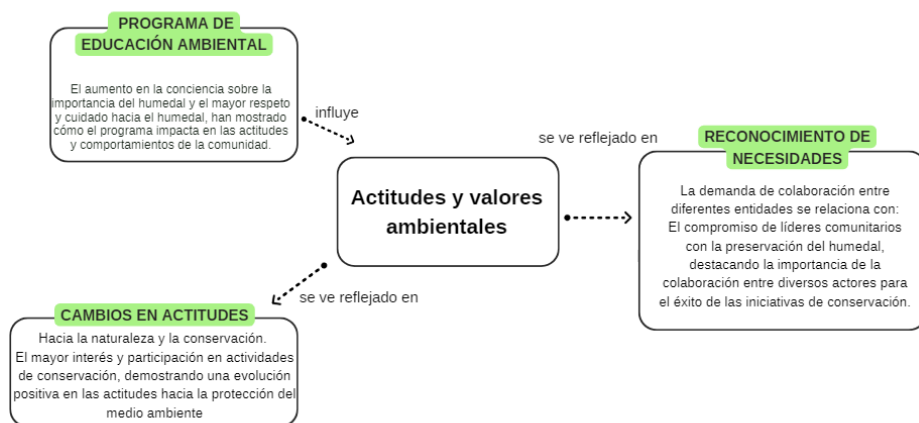 PROGRAMA DE
EDUCACIÓN AMBIENTAL
El aumento en la conciencia sobre la
importancia del humedal y el mayor respeto
y cuidado hacia el humedal, han mostrado
cómo el programa impacta en las actitudes
y comportamientos de la comunidad.
influye
Actitudes y valores
ambientales
se ve reflejado en
RECONOCIMIENTO DE
NECESIDADES
La demanda de colaboración entre
diferentes entidades se relaciona con:
El compromiso de líderes comunitarios
con la preservación del humedal,
destacando la importancia de la
colaboración entre diversos actores para
el éxito de las iniciativas de conservación.
se ve reflejado en
CAMBIOS EN ACTITUDES
Hacia la naturaleza y la conservación.
El mayor interés y participación en actividades
de conservación, demostrando una evolución
positiva en las actitudes hacia la protección del
medio ambiente